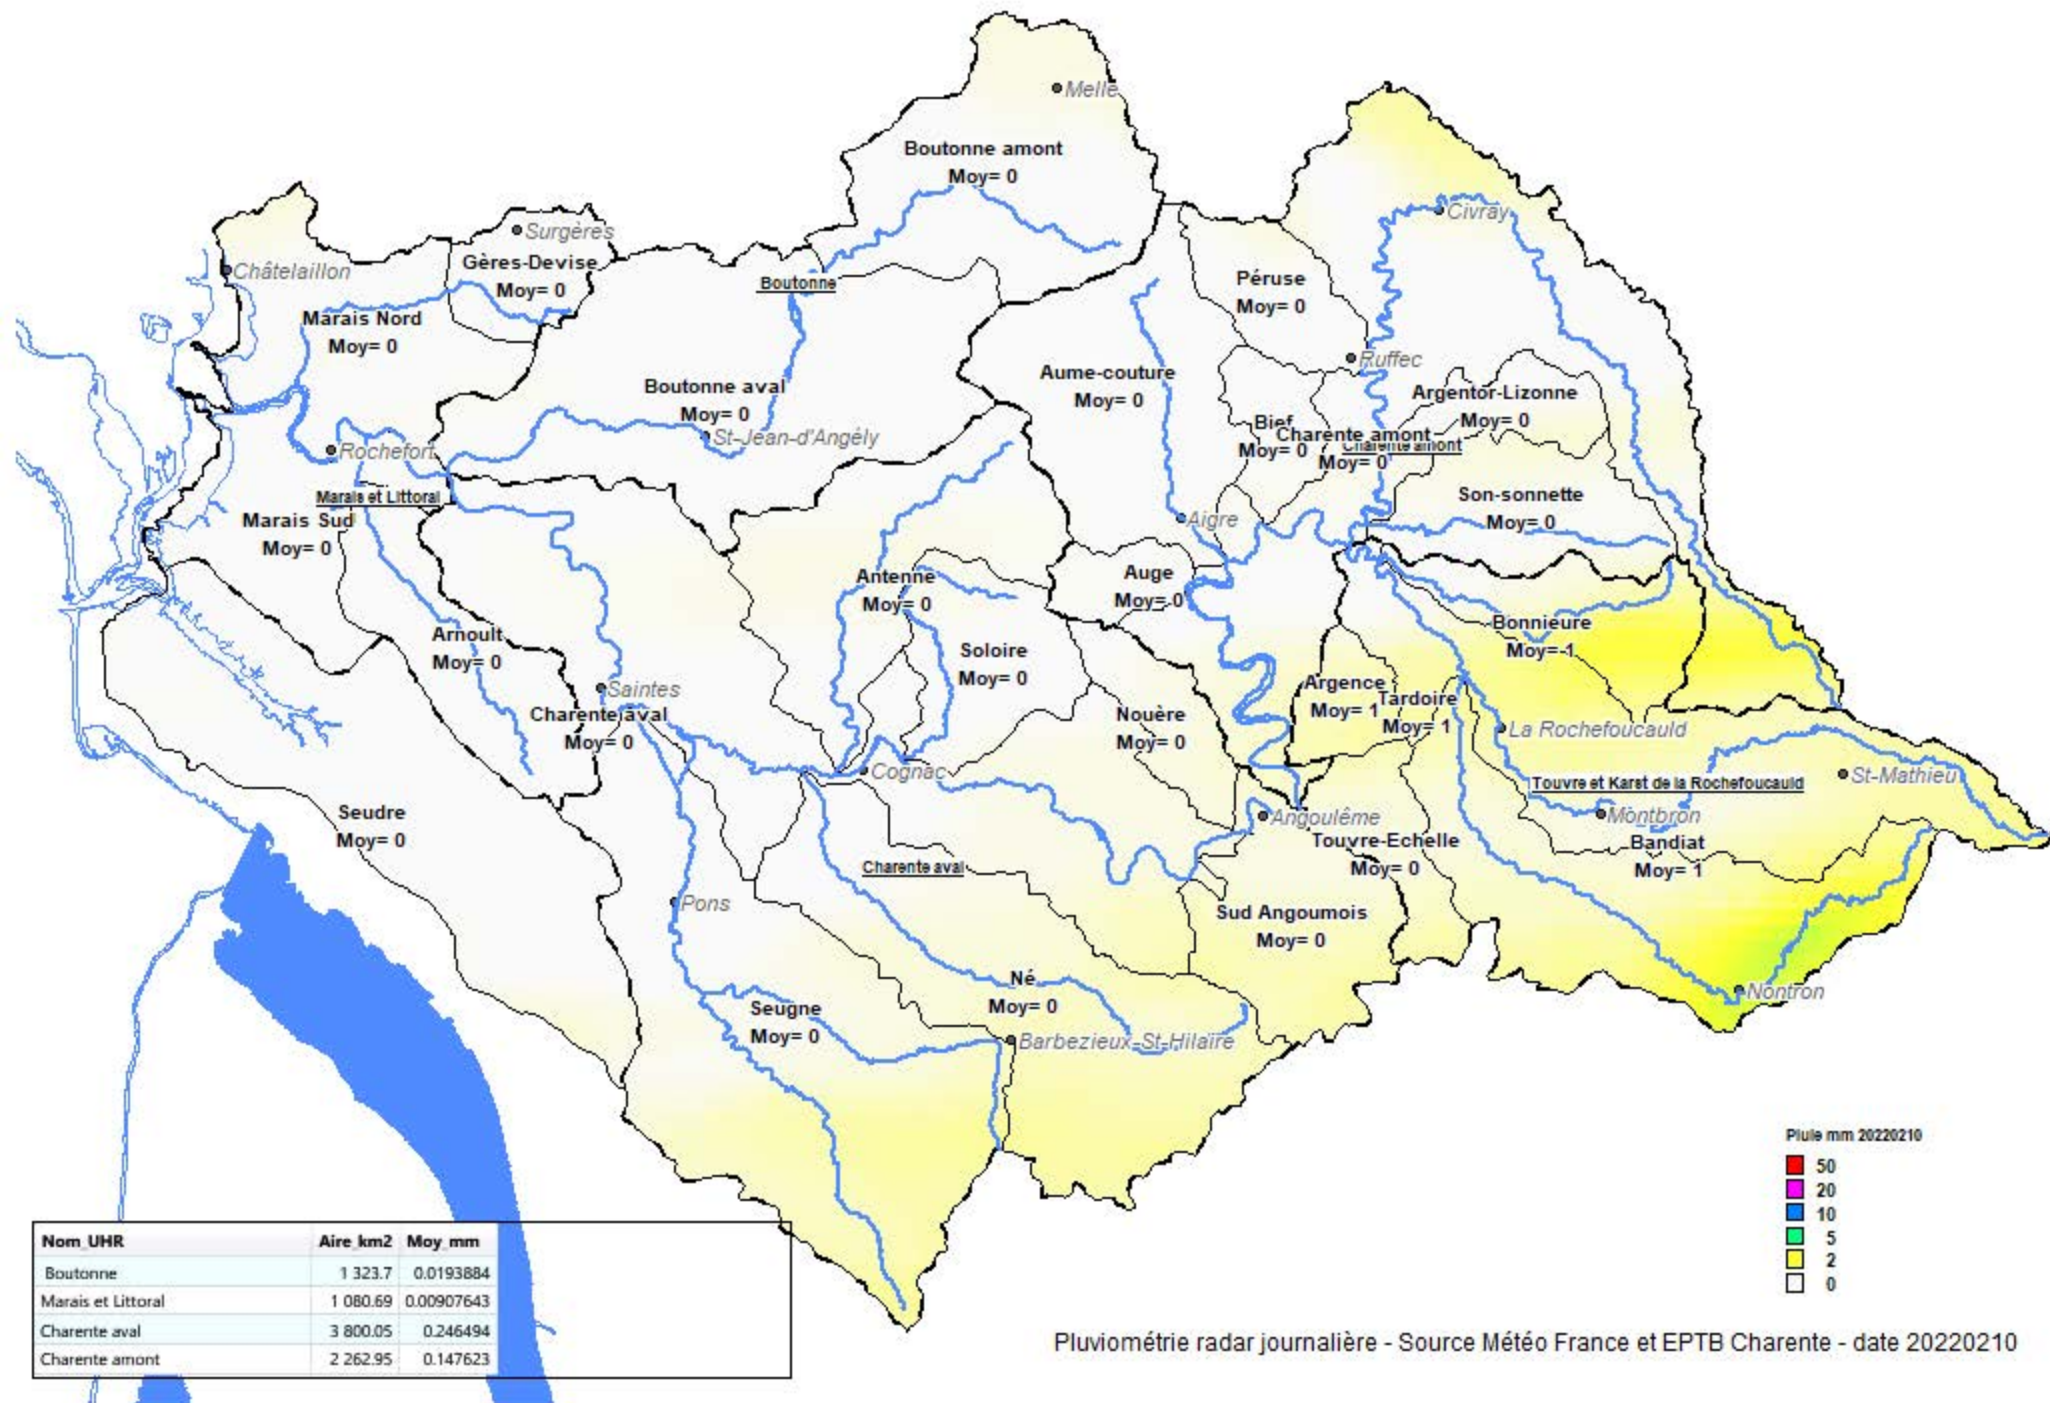 Melle
Boutonne amont
Moy= 0
Civray
Surgères
Gères-Devise
Moy= 0
Châtelaillon
Boutonne
Péruse
Moy= 0
Marais Nord
Moy= 0
Ruffec
Aume-couture
Moy= 0
Boutonne aval
Moy= 0
Argentor-Lizonne
Moy= 0
St-Jean-d'Angély
Bief
Moy= 0
Charente amont
Moy= 0
Charente amont
Rochefort
Marais et Littoral
Marais Sud
Moy= 0
Son-sonnette
Moy= 0
Aigre
Antenne
Moy= 0
Auge
Moy= 0
Bonnieure
Moy= 1
Arnoult
Moy= 0
Soloire
Moy= 0
Saintes
Argence
Moy= 1
Tardoire
Moy= 1
Charente aval
Moy= 0
Nouère
Moy= 0
La Rochefoucauld
Cognac
Touvre et Karst de la Rochefoucauld
St-Mathieu
Seudre
Moy= 0
Angoulême
Montbron
Touvre-Echelle
Moy= 0
Bandiat
Moy= 1
Charente aval
Pons
Sud Angoumois
Moy= 0
Né
Moy= 0
Nontron
Seugne
Moy= 0
Barbezieux-St-Hilaire
Pluie mm 20220210
50
20
10
5
2
0
Nom_UHR Aire_km2 Moy_mm
Boutonne 1 323.7 0.0193884
Marais et Littoral 1 080.69 0.00907643
Charente aval 3 800.05 0.246494
Charente amont 2 262.95 0.147623
Pluviométrie radar journalière - Source Météo France et EPTB Charente - date 20220210